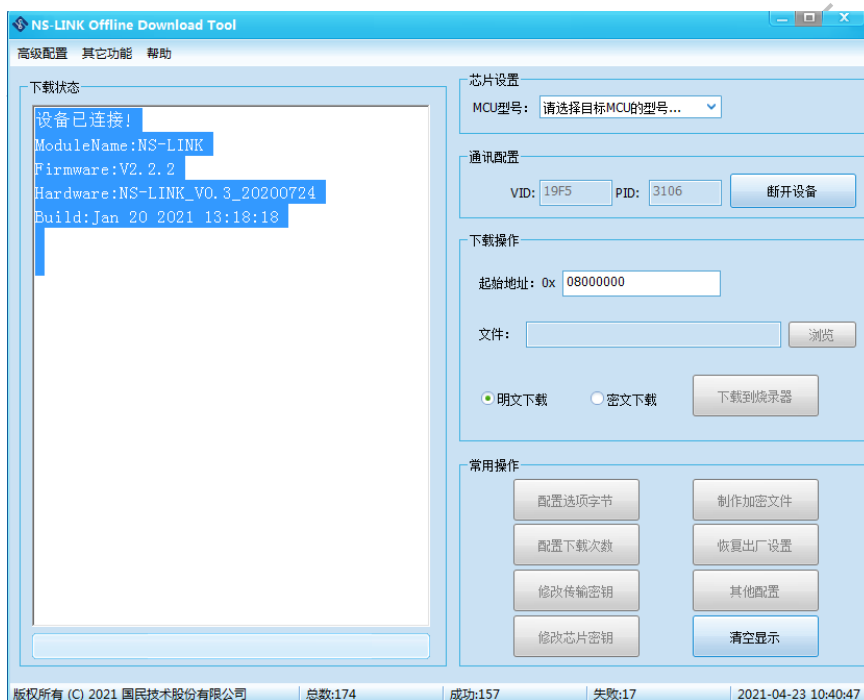 NS-LINK Offline Download Tool
高级配置 其它功能 帮助
下载状态
设备已连接!
ModuleName:NS-LINK
Firmware:V2.2.2
Hardware:NS-LINK_V0.3_20200724
Build:Jan 20 2021 13:18:18
芯片设置
MCU型号: 请选择目标MCU的型号...
通讯配置
VID: 19F5 PID: 3106 断开设备
下载操作
起始地址: 0x 08000000
文件: 浏览
明文下载 密文下载 下载到烧录器
常用操作
配置选项字节 制作加密文件
配置下载次数 恢复出厂设置
修改传输密钥 其他配置
修改芯片密钥 清空显示
版权所有 (C) 2021 国民技术股份有限公司 总数:174 成功:157 失败:17 2021-04-23 10:40:47